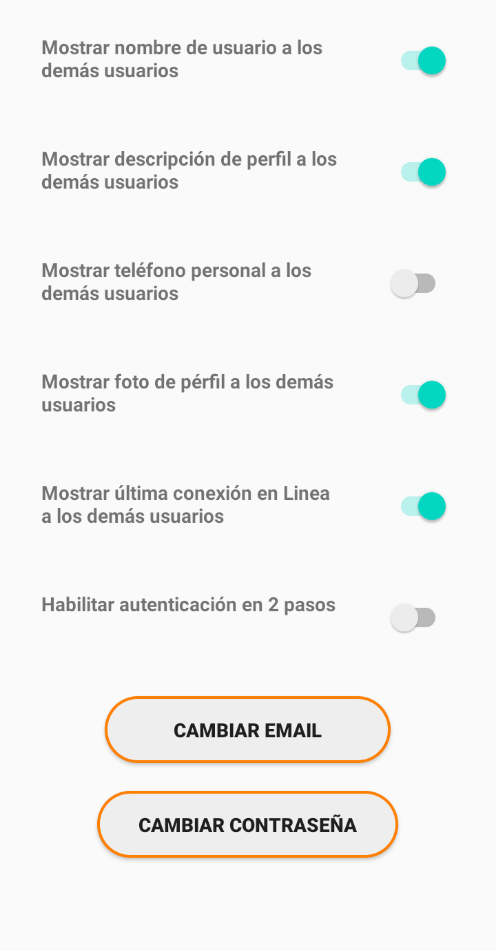 Mostrar nombre de usuario a los
demás usuarios
Mostrar descripción de perfil a los
demás usuarios
Mostrar teléfono personal a los
demás usuarios
Mostrar foto de pérfil a los demás
usuarios
Mostrar última conexión en Linea
a los demás usuarios
Habilitar autenticación en 2 pasos
CAMBIAR EMAIL
CAMBIAR CONTRASEÑA